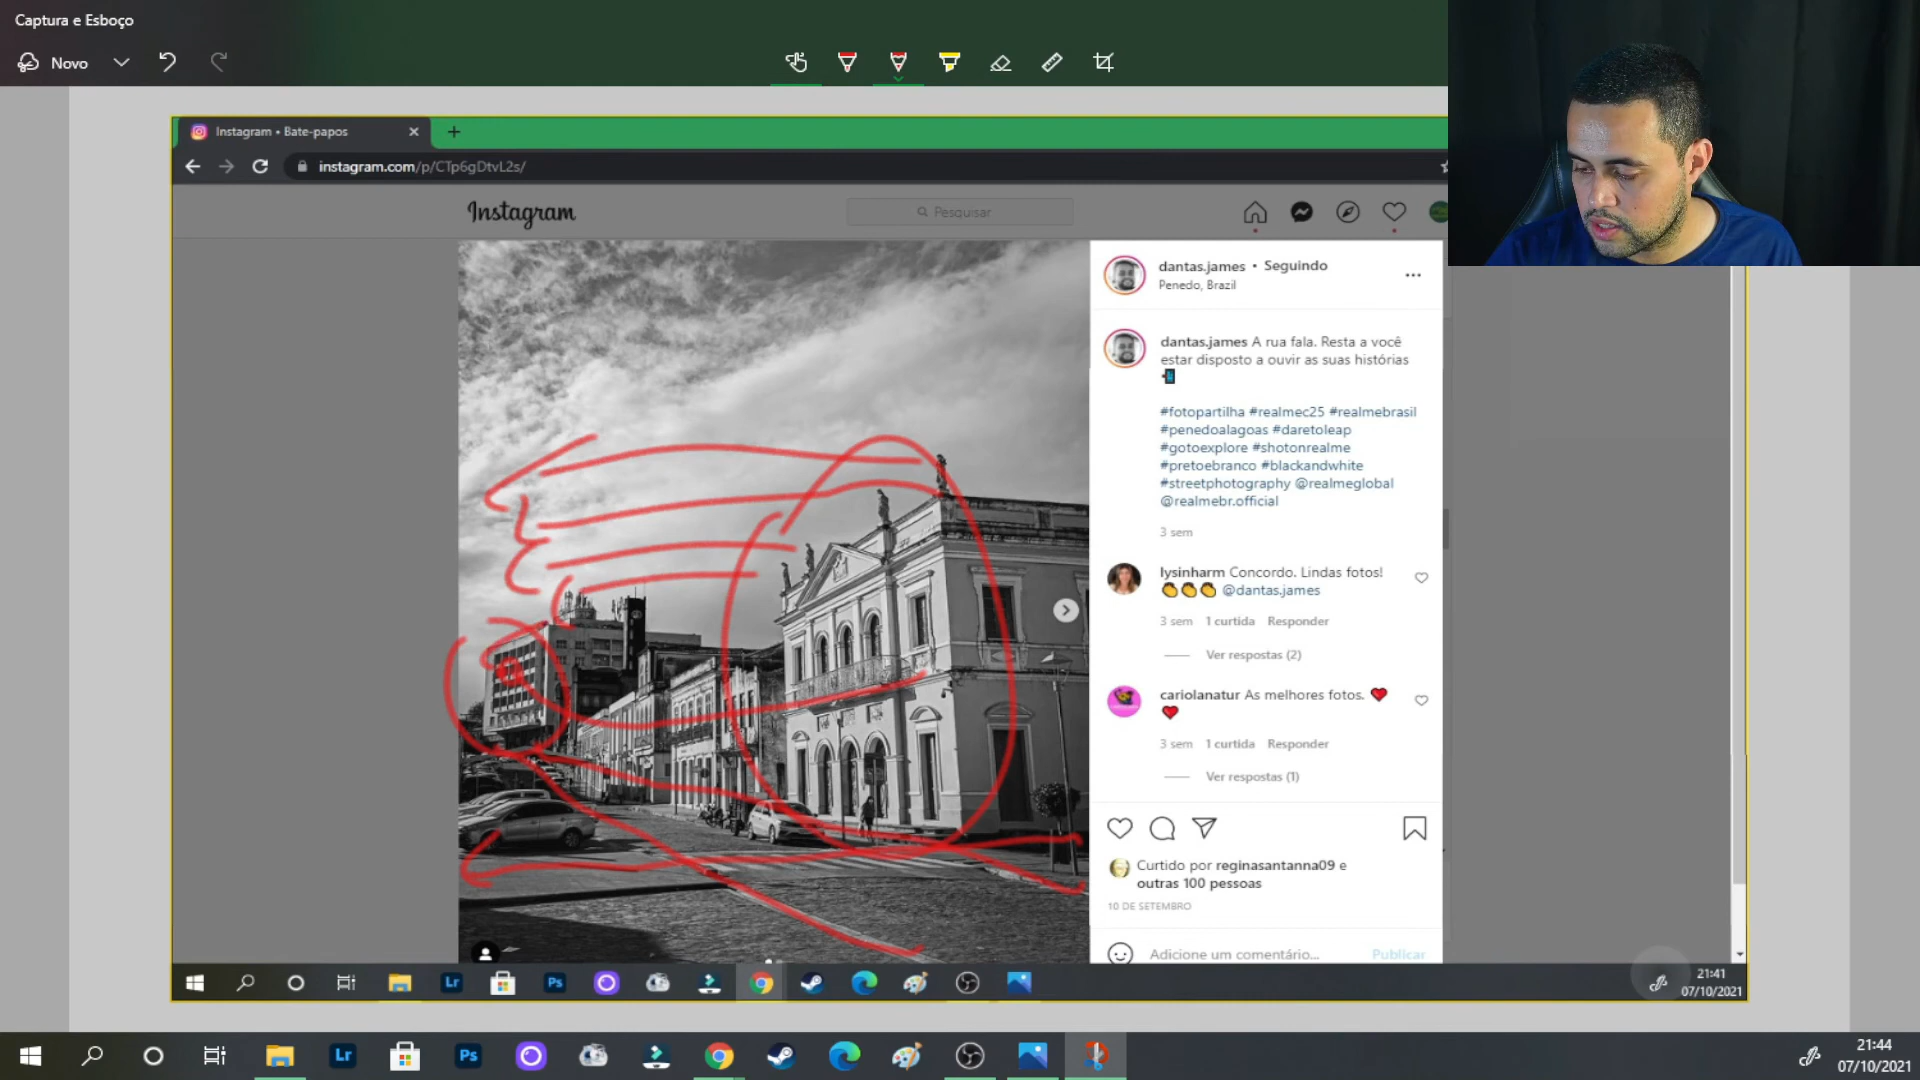 Captura e Esboço
Novo
Instagram • Bate-papos
instagram.com/p/CTp6gDtvL2s/
Instagram
Pesquisar
dantas.james • Seguindo
Penedo, Brazil
dantas.james A rua fala. Resta a você
estar disposto a ouvir as suas histórias
#fotopartilha #realmec25 #realmebrasil
#penedoalagoas #daretoleap
#gotoexplore #shotonrealme
#pretoebranco #blackandwhite
#streetphotography @realmeglobal
@realmebr.official
3 sem
lysinharm Concordo. Lindas fotos!
@dantas.james
3 sem 1 curtida Responder
Ver respostas (2)
cariolanatur As melhores fotos.
3 sem 1 curtida Responder
Ver respostas (1)
Curtido por reginasantanna09 e
outras 100 pessoas
10 DE SETEMBRO
Adicione um comentário... Publicar
Lr
Ps
21:41
07/10/2021
Lr
Ps
21:44
07/10/2021